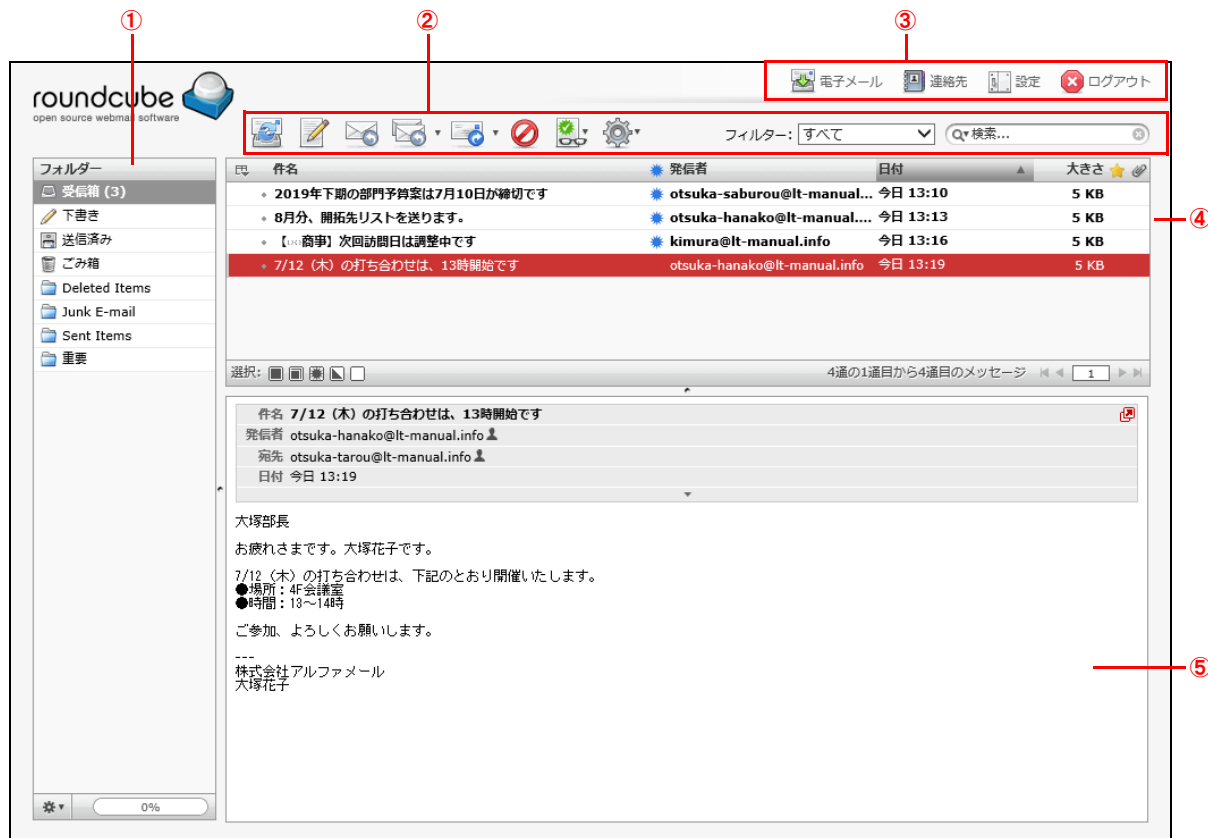 ①
②
③
roundcube
open source webmail software
電子メール
連絡先
設定
ログアウト
フィルター:
すべて
検索...
フォルダー
受信箱 (3)
下書き
送信済み
ごみ箱
Deleted Items
Junk E-mail
Sent Items
重要
0%
件名 発信者 日付 大きさ
2019年下期の部門予算案は7月10日が締切です otsuka-saburou@lt-manual... 今日 13:10 5 KB
8月分、開拓先リストを送ります。 otsuka-hanako@lt-manual.... 今日 13:13 5 KB
【○○商事】次回訪問日は調整中です kimura@lt-manual.info 今日 13:16 5 KB
7/12（木）の打ち合わせは、13時開始です otsuka-hanako@lt-manual.info 今日 13:19 5 KB
④
選択:
4通の1通目から4通目のメッセージ 1
件名 7/12（木）の打ち合わせは、13時開始です
発信者 otsuka-hanako@lt-manual.info
宛先 otsuka-tarou@lt-manual.info
日付 今日 13:19
大塚部長
お疲れさまです。大塚花子です。
7/12（木）の打ち合わせは、下記のとおり開催いたします。
●場所：4F会議室
●時間：13～14時
ご参加、よろしくお願いします。
---
株式会社アルファメール
大塚花子
⑤